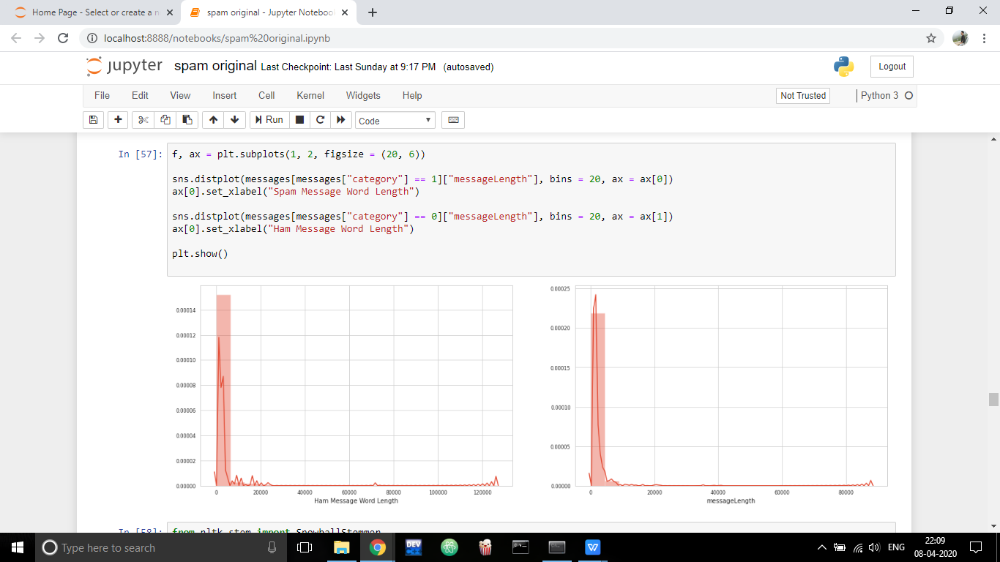 Home Page - Select or create a n
spam original - Jupyter Noteboo
localhost:8888/notebooks/spam%20original.ipynb
jupyter spam original Last Checkpoint: Last Sunday at 9:17 PM (autosaved)
Logout
File Edit View Insert Cell Kernel Widgets Help
Not Trusted
Python 3
Run
Code
In [57]: f, ax = plt.subplots(1, 2, figsize = (20, 6))
sns.distplot(messages[messages["category"] == 1]["messageLength"], bins = 20, ax = ax[0])
ax[0].set_xlabel("Spam Message Word Length")
sns.distplot(messages[messages["category"] == 0]["messageLength"], bins = 20, ax = ax[1])
ax[0].set_xlabel("Ham Message Word Length")
plt.show()
0.00014
0.00012
0.00010
0.00008
0.00006
0.00004
0.00002
0.00000
0 20000 40000 60000 80000 100000 120000
Ham Message Word Length
0.00025
0.00020
0.00015
0.00010
0.00005
0.00000
0 20000 40000 60000 80000
messageLength
In [58]: from nltk.stem import SnowballStemmer
Type here to search
DEV
W
ENG
22:09
08-04-2020